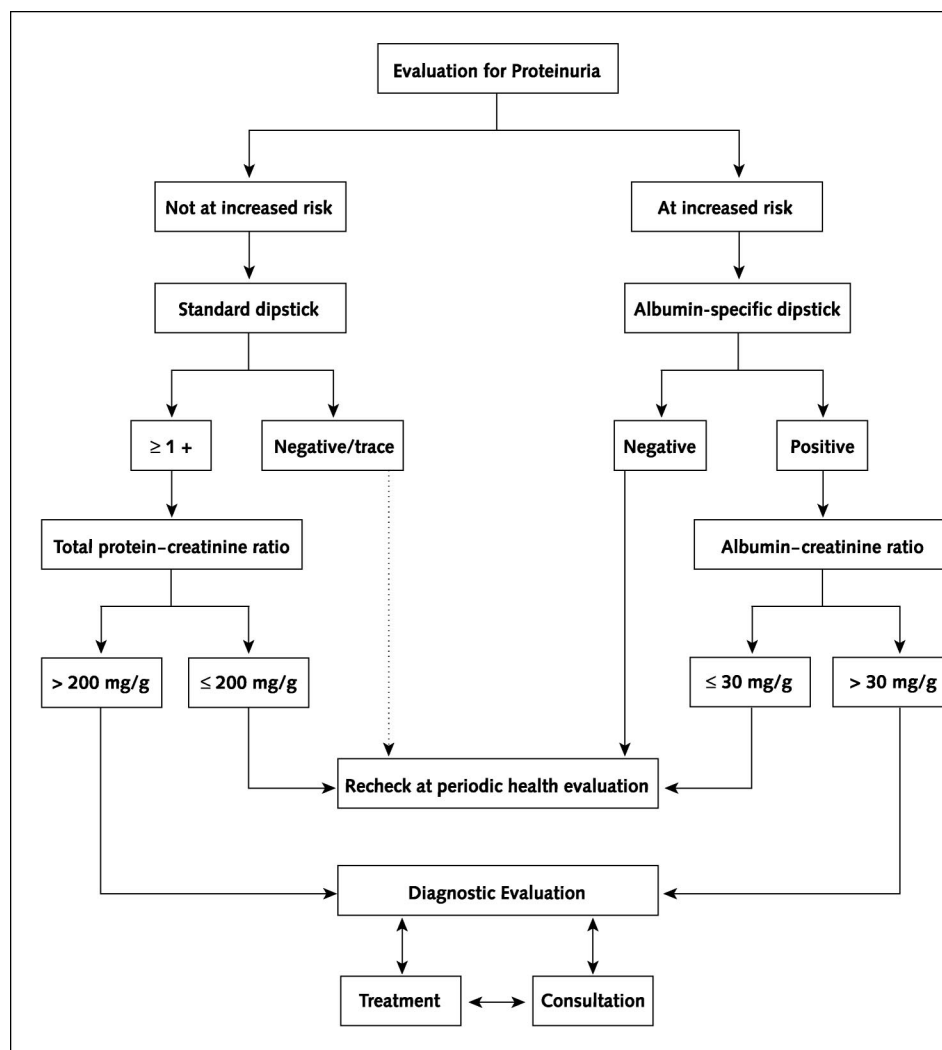 Evaluation for Proteinuria
Not at increased risk
At increased risk
Standard dipstick
Albumin-specific dipstick
≥ 1 +
Negative/trace
Negative
Positive
Total protein–creatinine ratio
Albumin–creatinine ratio
> 200 mg/g
≤ 200 mg/g
≤ 30 mg/g
> 30 mg/g
Recheck at periodic health evaluation
Diagnostic Evaluation
Treatment
Consultation